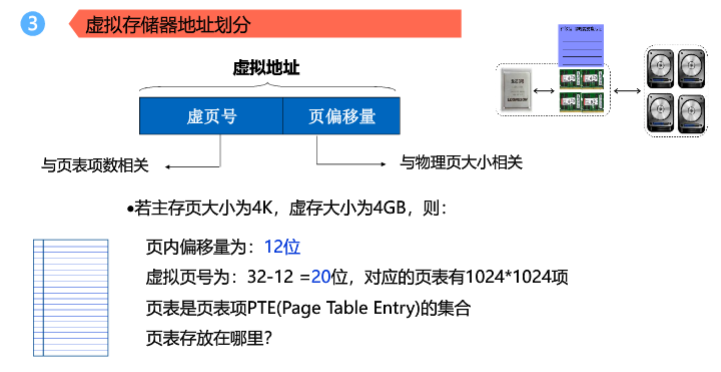 3
虚拟存储器地址划分
虚拟地址
虚页号
页偏移量
与页表项数相关
与物理页大小相关
•若主存页大小为4K，虚存大小为4GB，则：
页内偏移量为：12位
虚拟页号为：32-12 =20位，对应的页表有1024*1024项
页表是页表项PTE(Page Table Entry)的集合
页表存放在哪里？